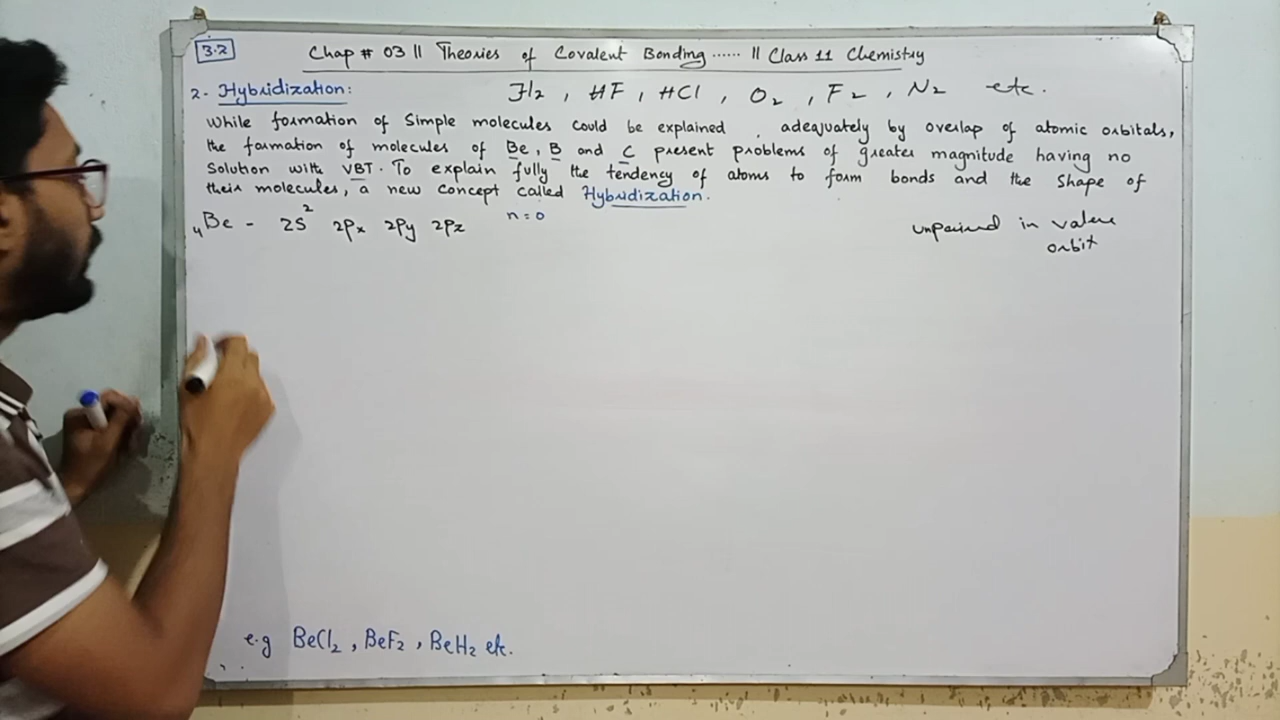 3.2
Chap # 03 || Theories of Covalent Bonding ...... || Class 11 Chemistry
2. Hybridization:
H2, HF, HCl, O2, F2, N2 etc.
While formation of Simple molecules could be explained, adequately by overlap of atomic orbitals,
the formation of molecules of Be, B and C present problems of greater magnitude having no
Solution with VBT. To explain fully the tendency of atoms to form bonds and the shape of
their molecules, a new concept called Hybridization.
4Be - 2S² 2Px 2Py 2Pz n=0
unpaired in valence
orbit
e.g BeCl2, BeF2, BeH2 etc.